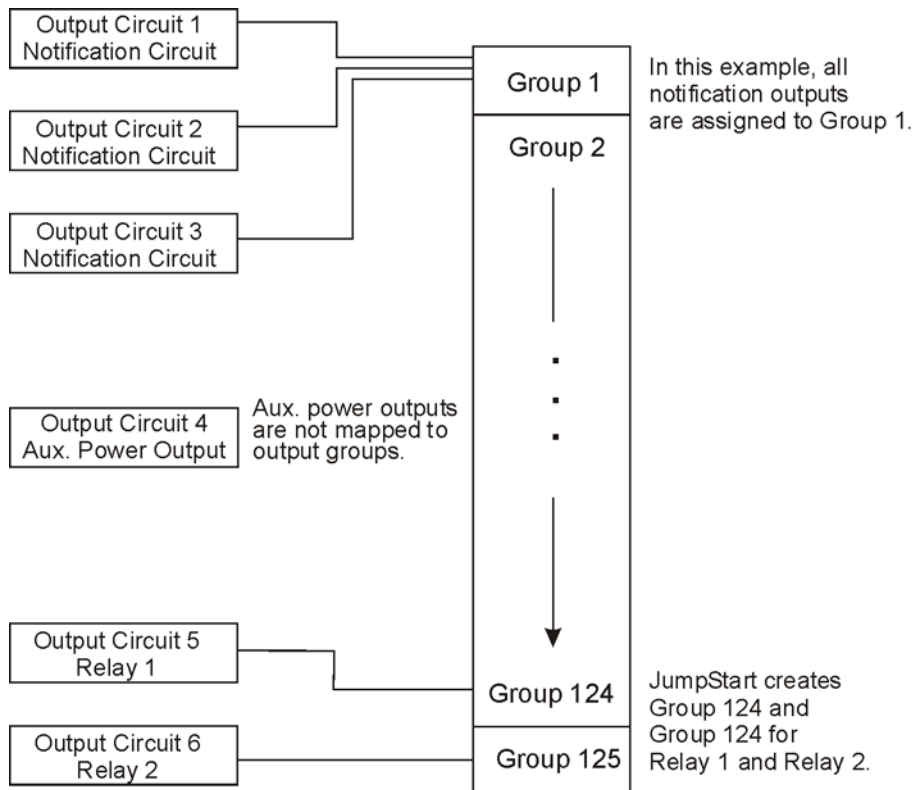 Output Circuit 1
Notification Circuit
Group 1
In this example, all
notification outputs
are assigned to Group 1.
Output Circuit 2
Notification Circuit
Group 2
Output Circuit 3
Notification Circuit
Output Circuit 4
Aux. Power Output
Aux. power outputs
are not mapped to
output groups.
Output Circuit 5
Relay 1
Group 124
JumpStart creates
Group 124 and
Group 124 for
Relay 1 and Relay 2.
Output Circuit 6
Relay 2
Group 125